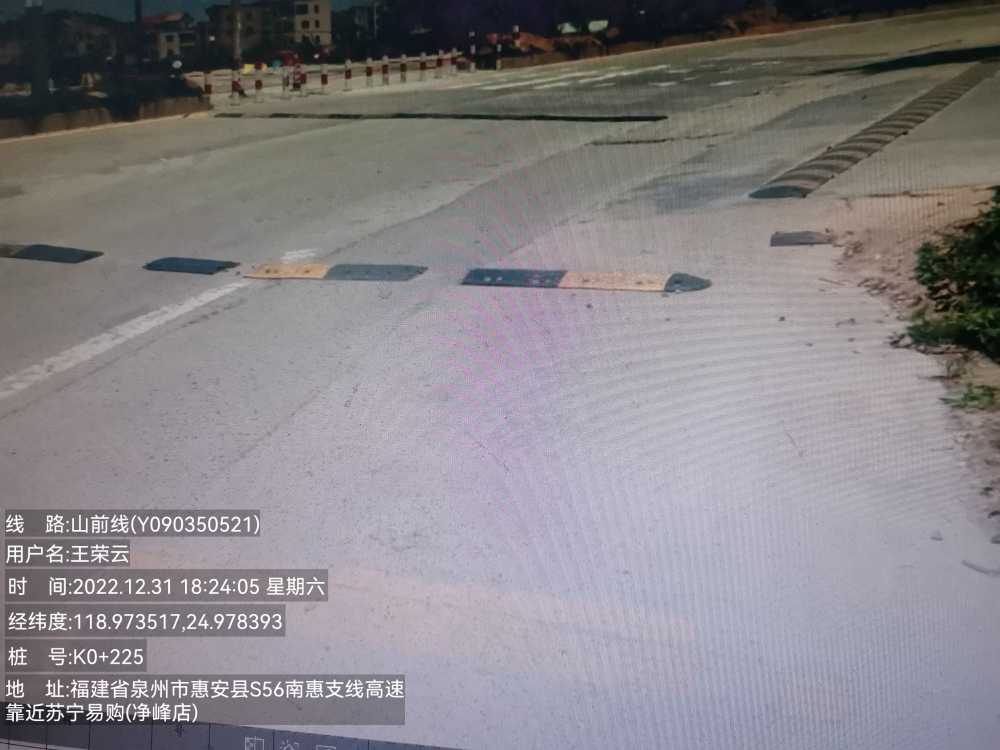 线 路:山前线(Y090350521)
用户名:王荣云
时 间:2022.12.31 18:24:05 星期六
经纬度:118.973517,24.978393
桩 号:K0+225
地 址:福建省泉州市惠安县S56南惠支线高速
靠近苏宁易购(净峰店)